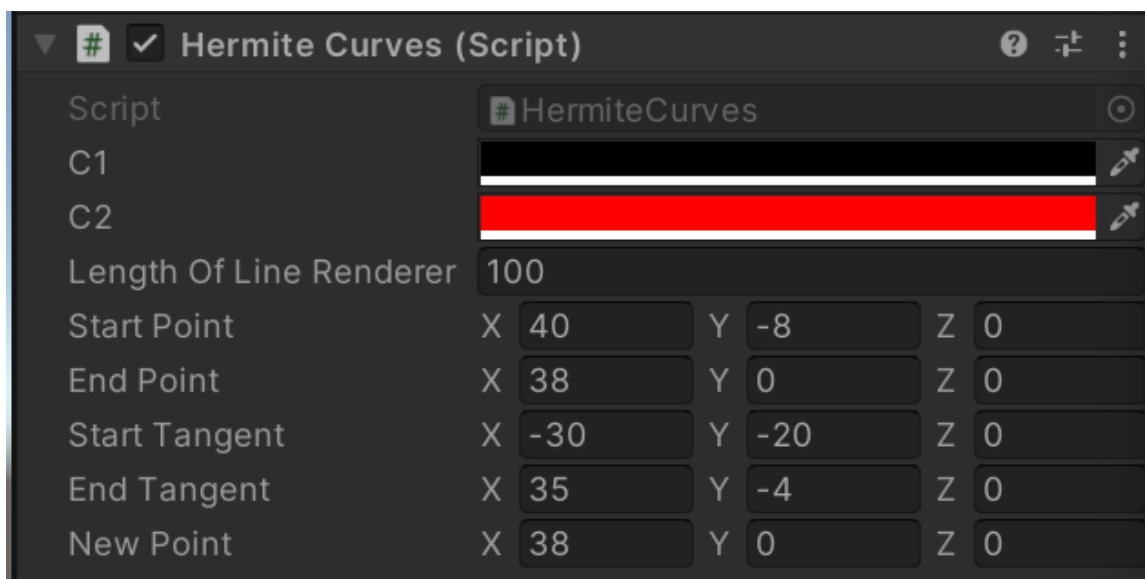 Hermite Curves (Script)
Script # HermiteCurves
C1
C2
Length Of Line Renderer 100
Start Point X 40 Y -8 Z 0
End Point X 38 Y 0 Z 0
Start Tangent X -30 Y -20 Z 0
End Tangent X 35 Y -4 Z 0
New Point X 38 Y 0 Z 0